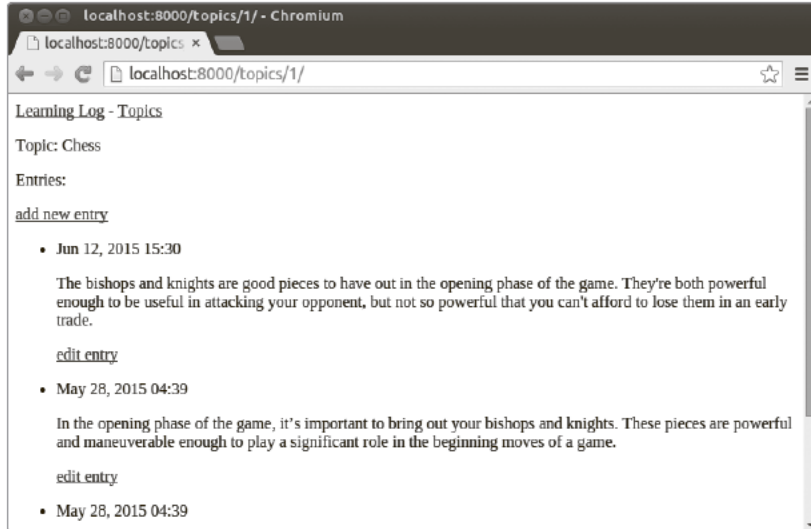 localhost:8000/topics/1/ - Chromium
localhost:8000/topics
localhost:8000/topics/1/
Learning Log - Topics
Topic: Chess
Entries:
add new entry
• Jun 12, 2015 15:30
The bishops and knights are good pieces to have out in the opening phase of the game. They're both powerful
enough to be useful in attacking your opponent, but not so powerful that you can't afford to lose them in an early
trade.
edit entry
• May 28, 2015 04:39
In the opening phase of the game, it’s important to bring out your bishops and knights. These pieces are powerful
and maneuverable enough to play a significant role in the beginning moves of a game.
edit entry
• May 28, 2015 04:39